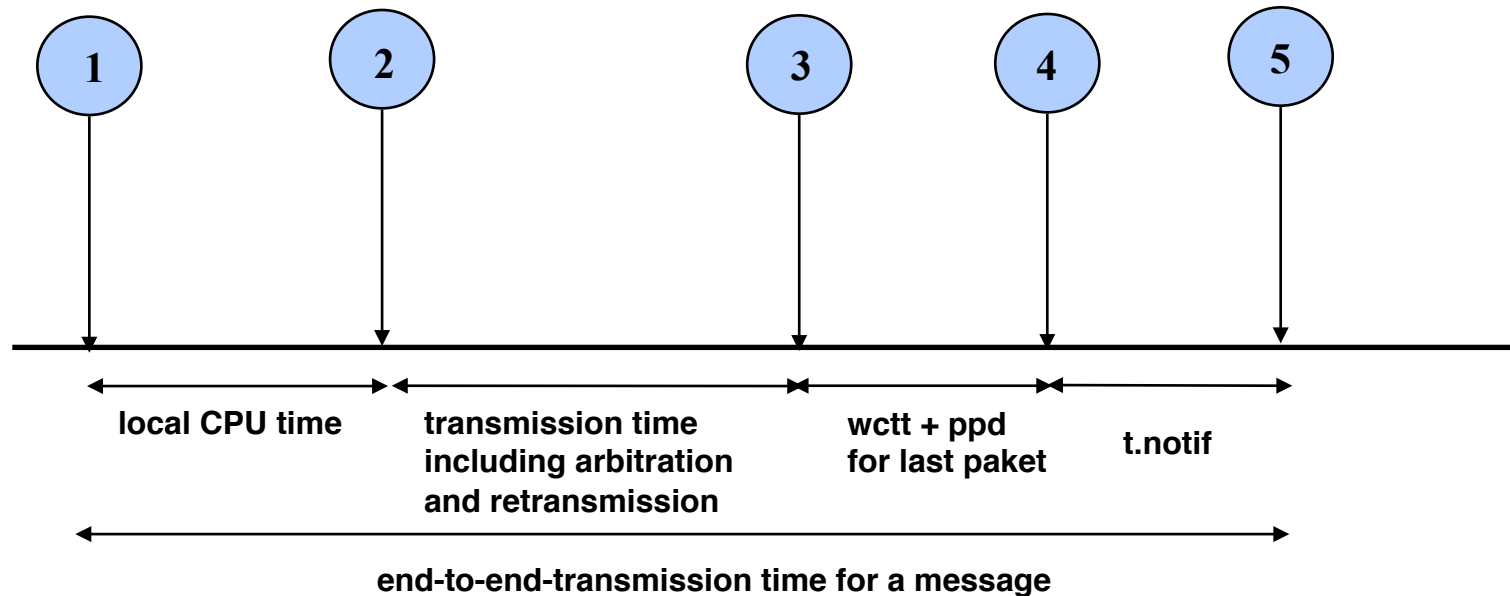 1
2
3
4
5
local CPU time
transmission time
including arbitration
and retransmission
wctt + ppd
for last paket
t.notif
end-to-end-transmission time for a message